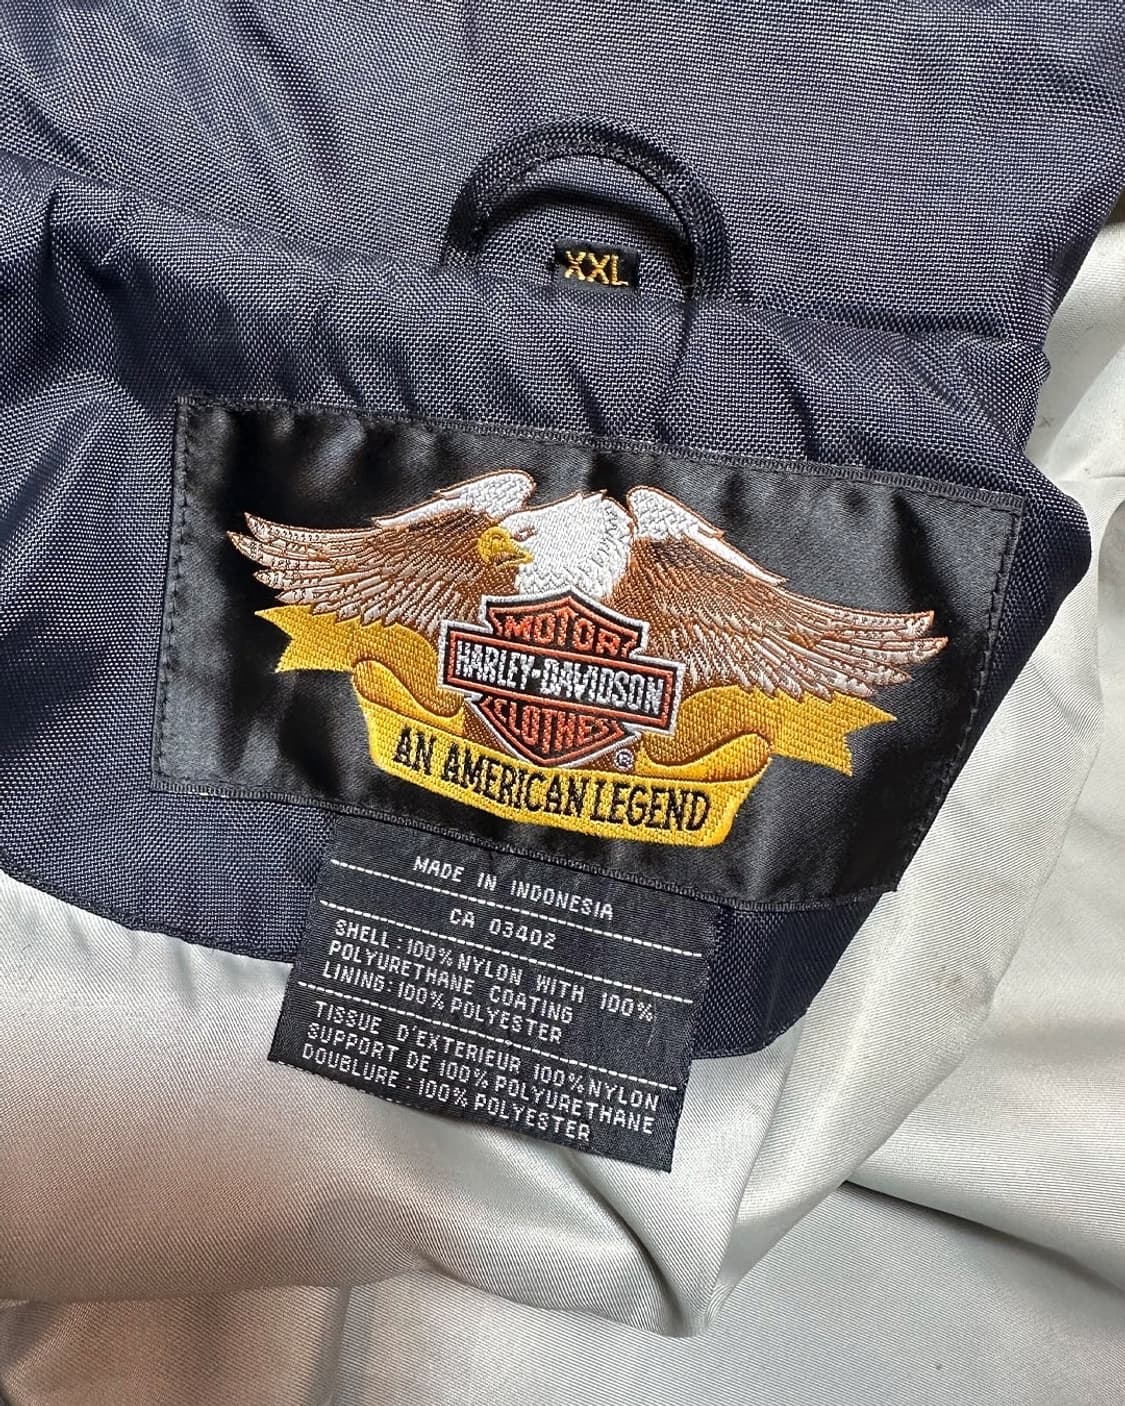 XXL
MOTOR
HARLEY-DAVIDSON
CLOTHES
®
AN AMERICAN LEGEND
MADE IN INDONESIA
CA 03402
SHELL:100% NYLON WITH 100%
POLYURETHANE COATING
LINING:100% POLYESTER
TISSUE D'EXTERIEUR 100% NYLON
SUPPORT DE 100% POLYURETHANE
DOUBLURE:100% POLYESTER